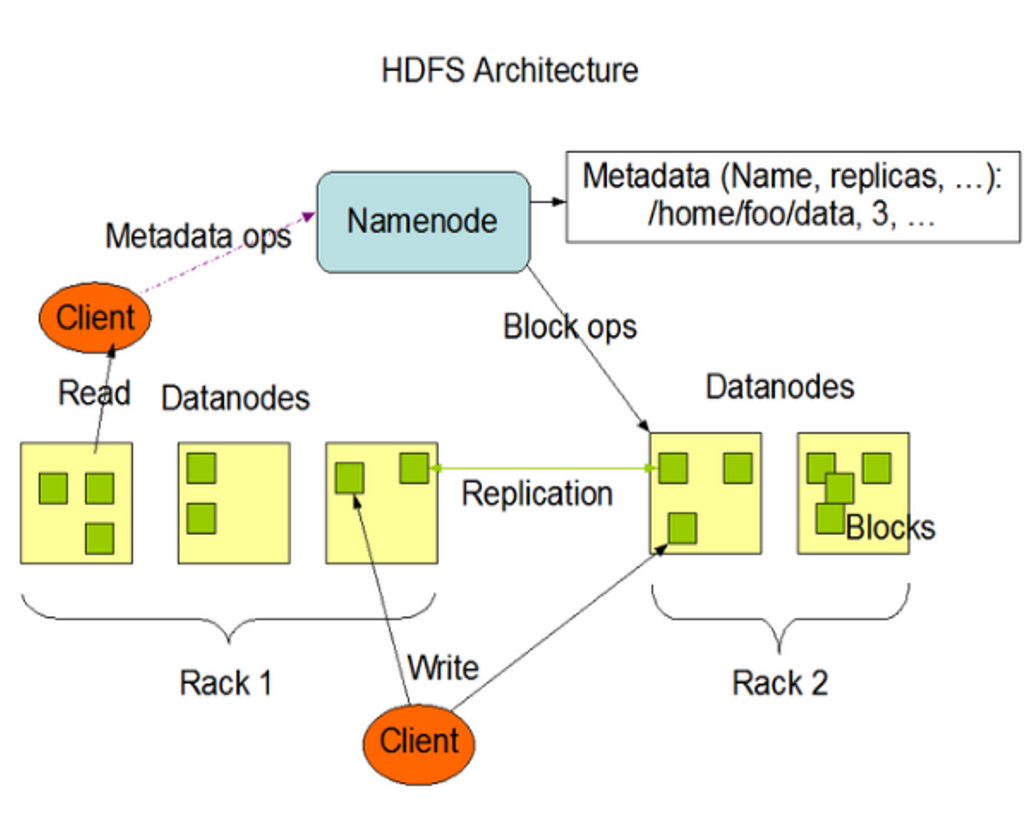 HDFS Architecture
Metadata (Name, replicas, …):
/home/foo/data, 3, …
Namenode
Metadata ops
Client
Block ops
Read
Datanodes
Datanodes
Replication
Blocks
Rack 1
Write
Rack 2
Client